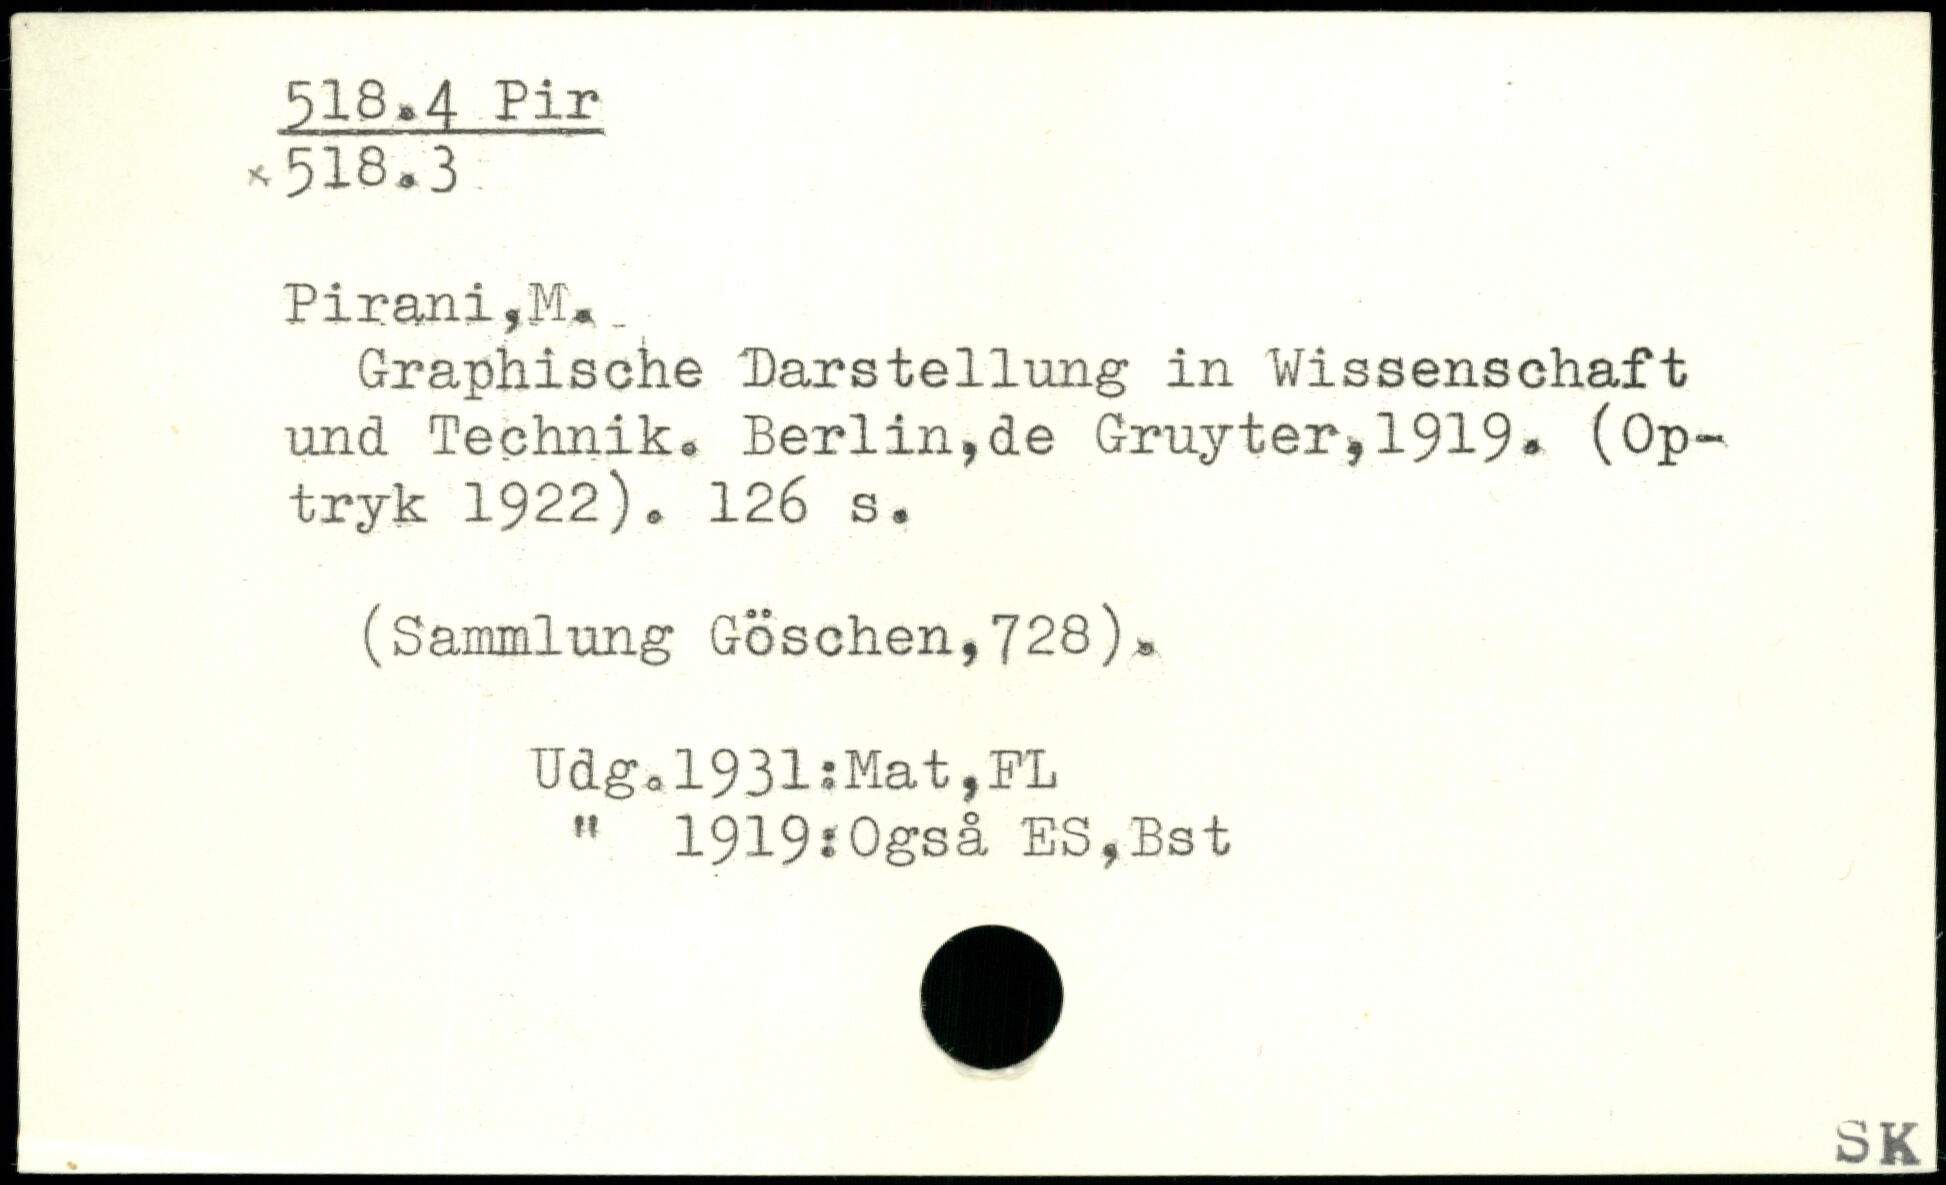 518.4 Pir
x518.3
Pirani,M.
Graphische Darstellung in Wissenschaft
und Technik. Berlin,de Gruyter,1919. (Op-
tryk 1922). 126 s.
(Sammlung Göschen,728).
Udg.1931:Mat,FL
" 1919:Også ES,Bst
SK